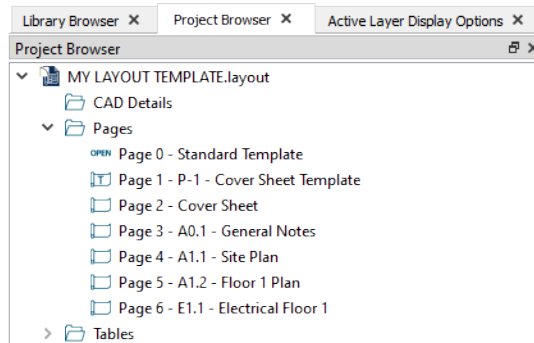 Library Browser Project Browser Active Layer Display Options
Project Browser
MY LAYOUT TEMPLATE.layout
CAD Details
Pages
OPEN Page 0 - Standard Template
T Page 1 - P-1 - Cover Sheet Template
Page 2 - Cover Sheet
Page 3 - A0.1 - General Notes
Page 4 - A1.1 - Site Plan
Page 5 - A1.2 - Floor 1 Plan
Page 6 - E1.1 - Electrical Floor 1
Tables